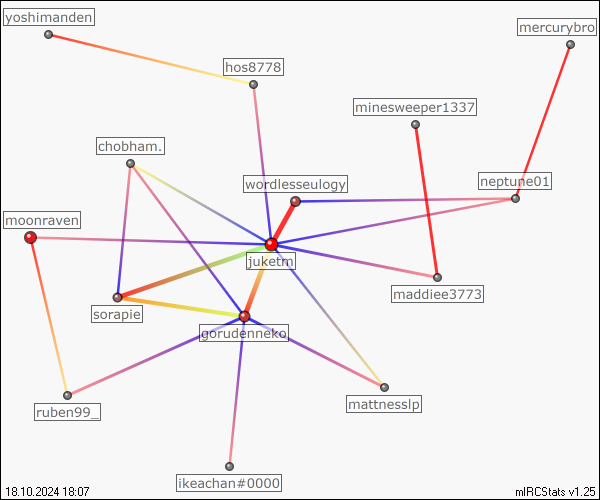 yoshimanden
mercurybro
hos8778
minesweeper1337
chobham.
wordlesseulogy
neptune01
moonraven
juketrn
maddiee3773
sorapie
gorudenneko
ruben99_
mattnesslp
ikeachan#0000
18.10.2024 18:07
mIRCStats v1.25